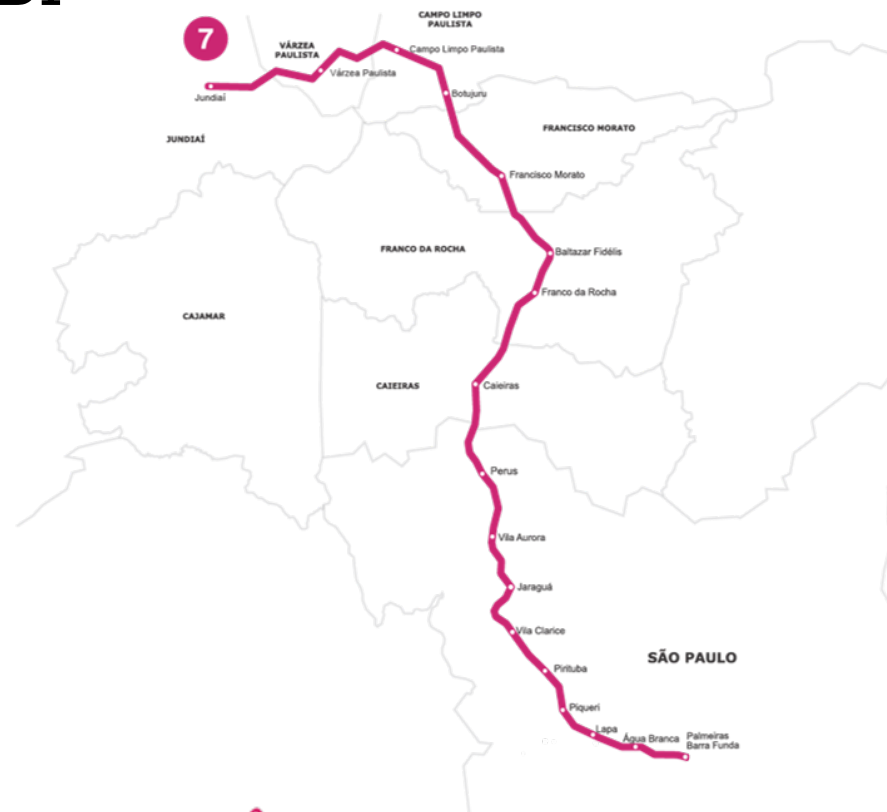 7
CAMPO LIMPO
PAULISTA
VÁRZEA
PAULISTA
Campo Limpo Paulista
Várzea Paulista
Jundiaí
Botujuru
FRANCISCO MORATO
JUNDIAÍ
Francisco Morato
FRANCO DA ROCHA
Baltazar Fidélis
Franco da Rocha
CAJAMAR
CAIEIRAS
Caieiras
Perus
Vila Aurora
Jaraguá
Vila Clarice
SÃO PAULO
Pirituba
Piqueri
Lapa
Água Branca
Palmeiras
Barra Funda